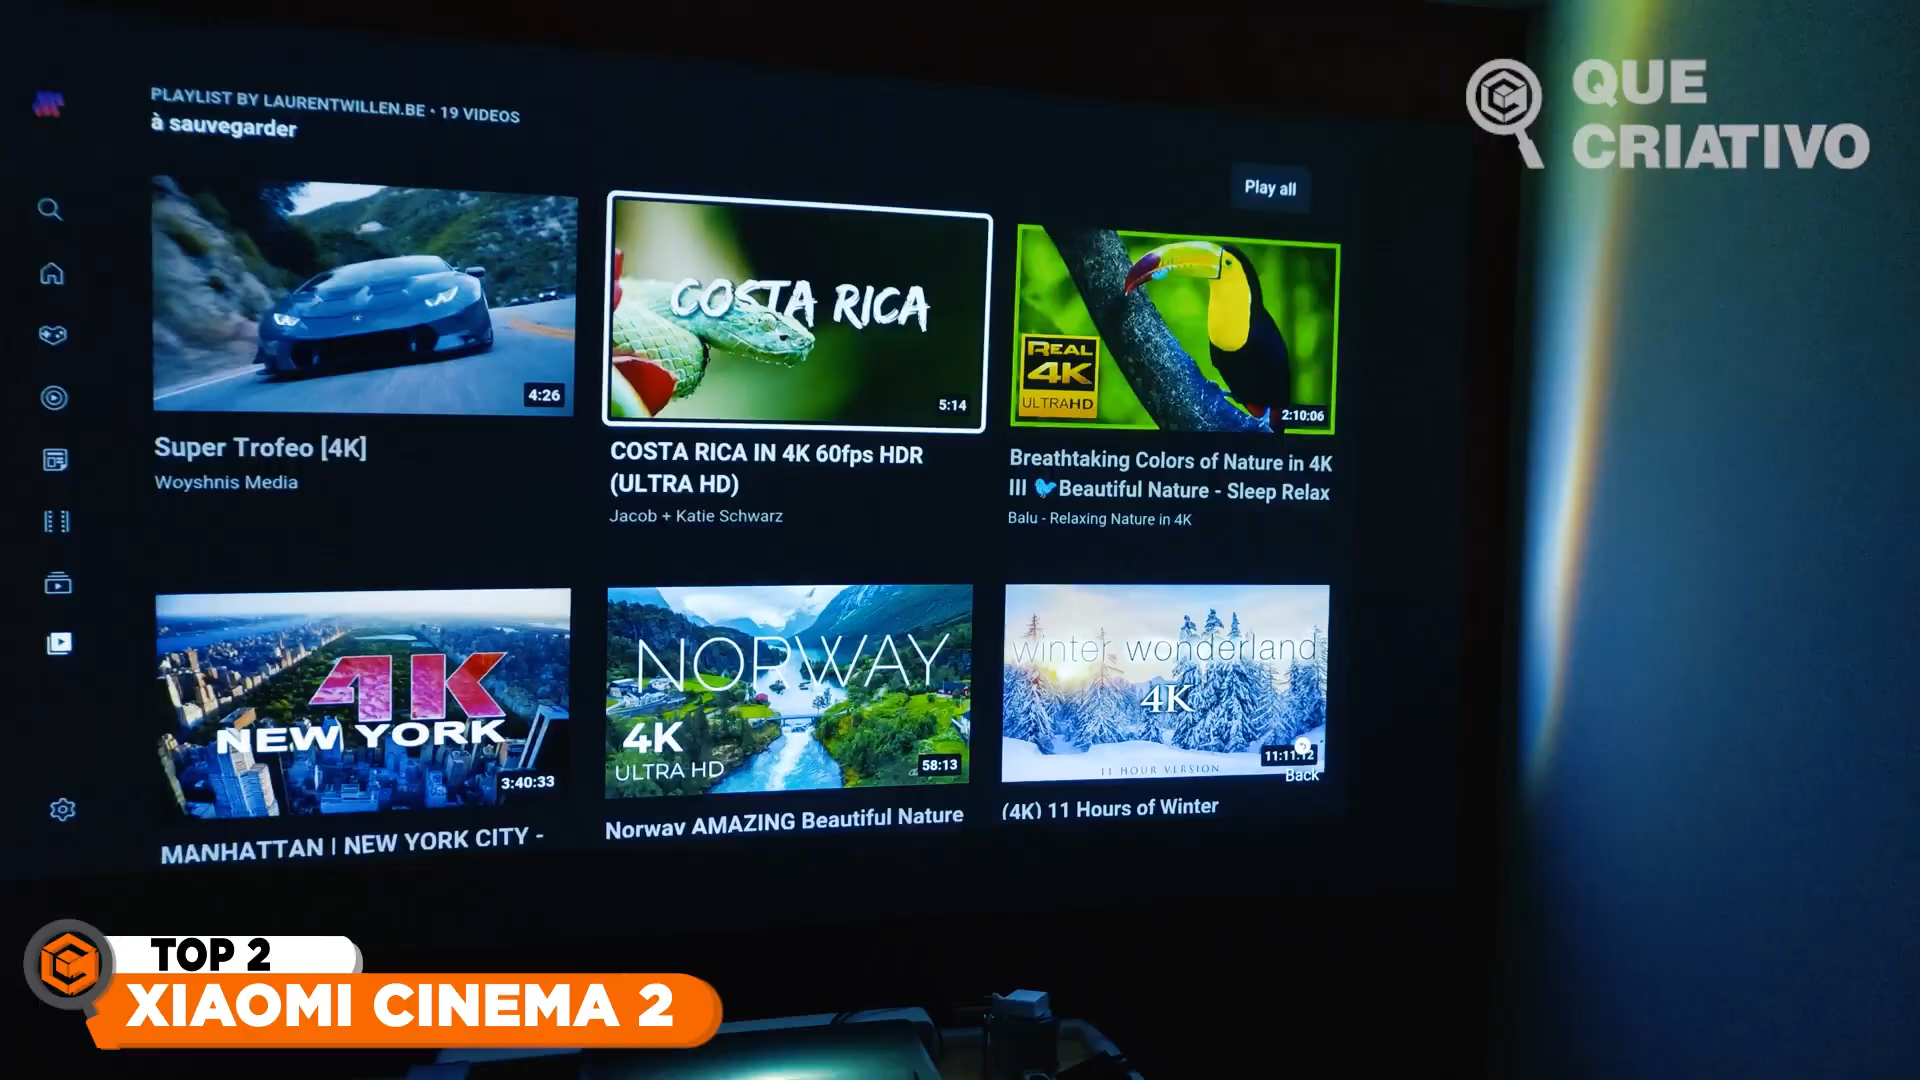 QUE
CRIATIVO
PLAYLIST BY LAURENTWILLEN.BE • 19 VIDEOS
à sauvegarder
Play all
4:26
COSTA RICA
5:14
REAL
4K
ULTRAHD
2:10:06
Super Trofeo [4K]
Woyshnis Media
COSTA RICA IN 4K 60fps HDR
(ULTRA HD)
Jacob + Katie Schwarz
Breathtaking Colors of Nature in 4K
III 🐦Beautiful Nature - Sleep Relax
Balu - Relaxing Nature in 4K
4K
NEW YORK
3:40:33
NORWAY
4K
ULTRA HD
58:13
winter wonderland
4K
11 HOUR VERSION
11:11:12
Back
MANHATTAN | NEW YORK CITY -
Norway AMAZING Beautiful Nature
(4K) 11 Hours of Winter
TOP 2
XIAOMI CINEMA 2